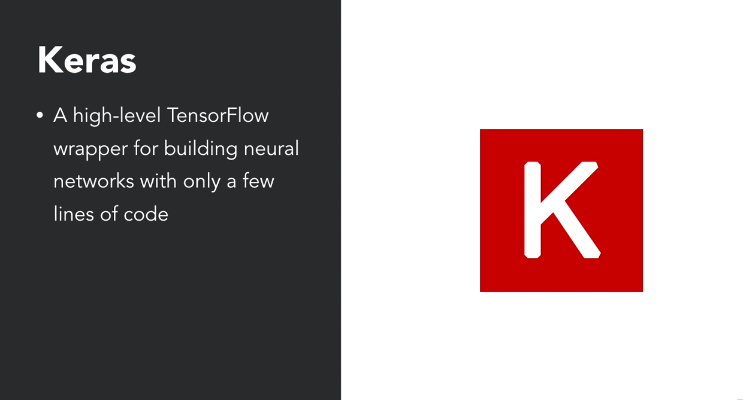 Keras
• A high-level TensorFlow
wrapper for building neural
networks with only a few
lines of code
K